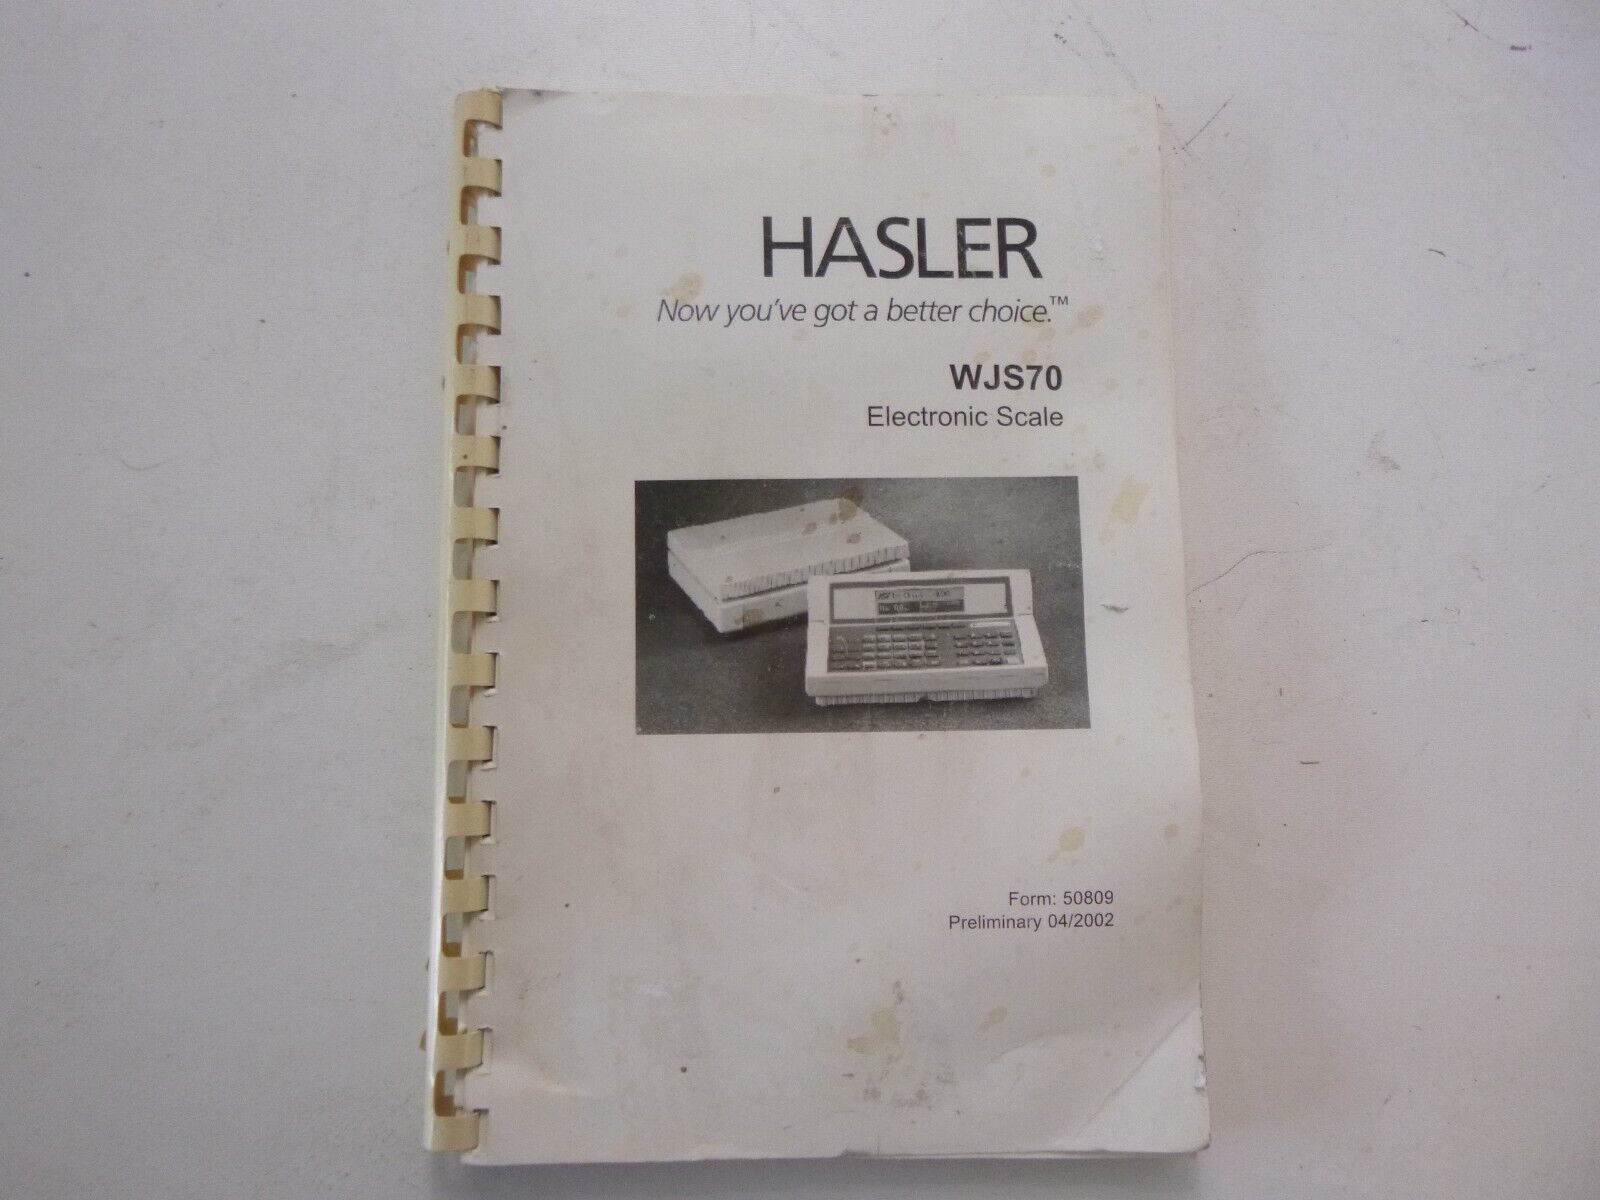 HASLER
Now you've got a better choice.™
WJS70
Electronic Scale
Form: 50809
Preliminary 04/2002